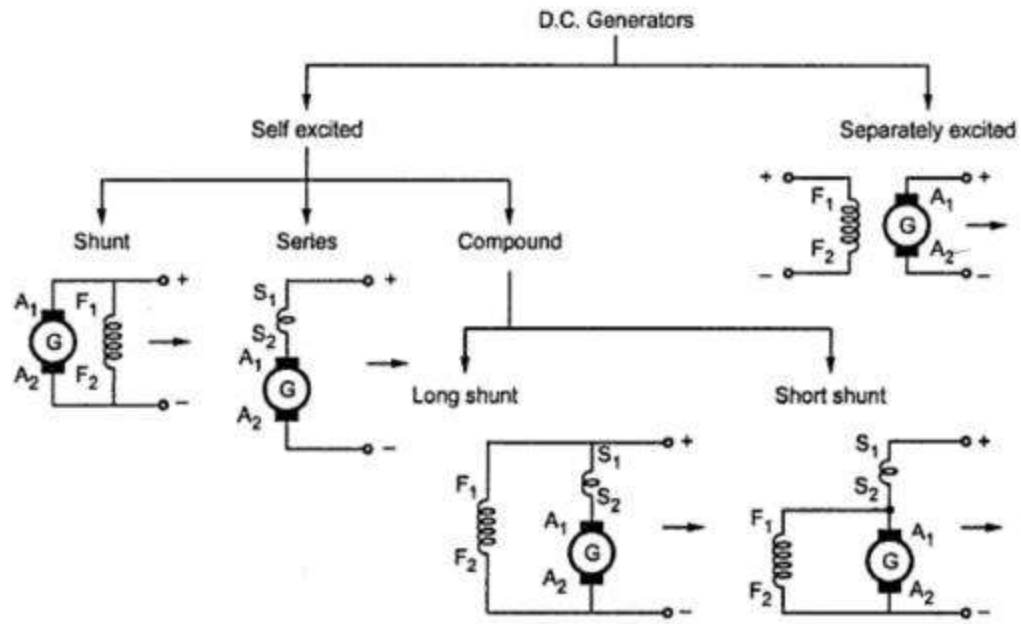 D.C. Generators
Self excited
Separately excited
+ F₁ A₁ +
G
− F₂ A₂ −
Shunt
Series
Compound
A₁ F₁ +
G
A₂ F₂ −
S₁ +
S₂
A₁
G
A₂
−
Long shunt
Short shunt
S₁ +
F₁ S₂
A₁
G
F₂ A₂
−
S₁ +
S₂
F₁ A₁
G
F₂ A₂ −